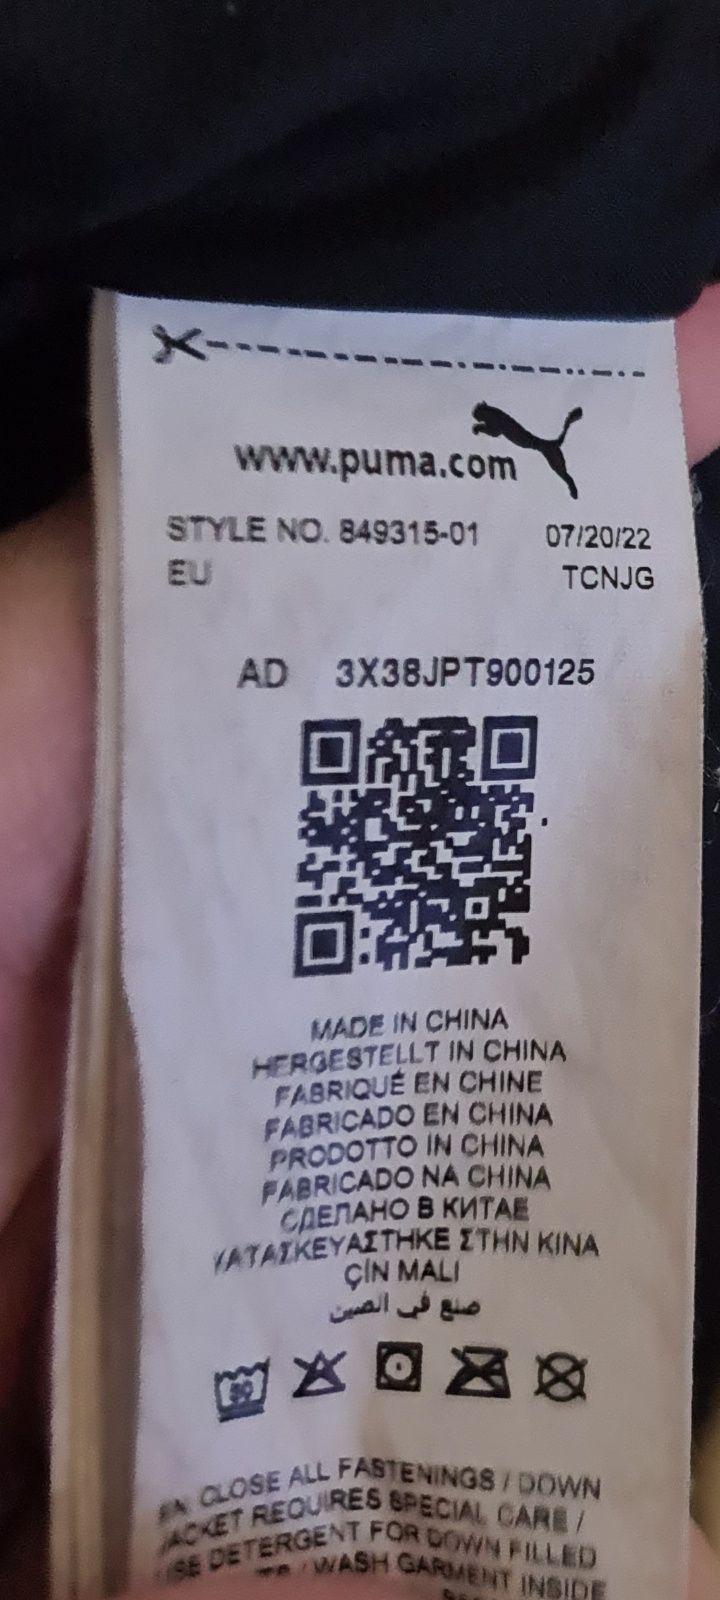 www.puma.com
STYLE NO. 849315-01 07/20/22
EU TCNJG
AD 3X38JPT900125
MADE IN CHINA
HERGESTELLT IN CHINA
FABRIQUÉ EN CHINE
FABRICADO EN CHINA
PRODOTTO IN CHINA
FABRICADO NA CHINA
СДЕЛАНО В КИТАЕ
ΚΑΤΑΣΚΕΥΑΣΤΗΚΕ ΣΤΗΝ ΚΙΝΑ
ÇİN MALI
صنع في الصين
30
EN: CLOSE ALL FASTENINGS / DOWN
JACKET REQUIRES SPECIAL CARE /
USE DETERGENT FOR DOWN FILLED
/ WASH GARMENT INSIDE